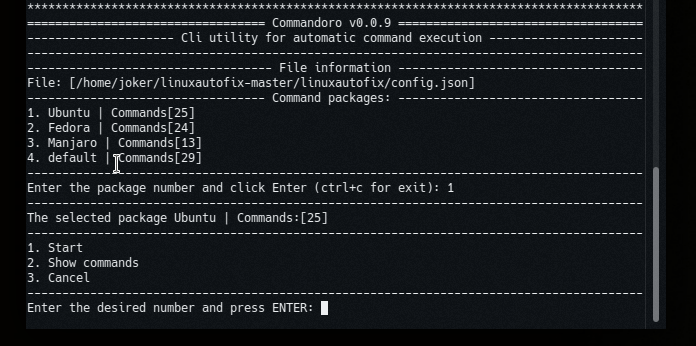 ****************************************************************************************
================================== Commandoro v0.0.9 ===================================
--------------------- Cli utility for automatic command execution ----------------------
----------------------------------------------------------------------------------------
----------------------------------- File information -----------------------------------
File: [/home/joker/linuxautofix-master/linuxautofix/config.json]
---------------------------------- Command packages: -----------------------------------
1. Ubuntu | Commands[25]
2. Fedora | Commands[24]
3. Manjaro | Commands[13]
4. default | Commands[29]
----------------------------------------------------------------------------------------
Enter the package number and click Enter (ctrl+c for exit): 1
----------------------------------------------------------------------------------------
The selected package Ubuntu | Commands:[25]
----------------------------------------------------------------------------------------
1. Start
2. Show commands
3. Cancel
----------------------------------------------------------------------------------------
Enter the desired number and press ENTER: